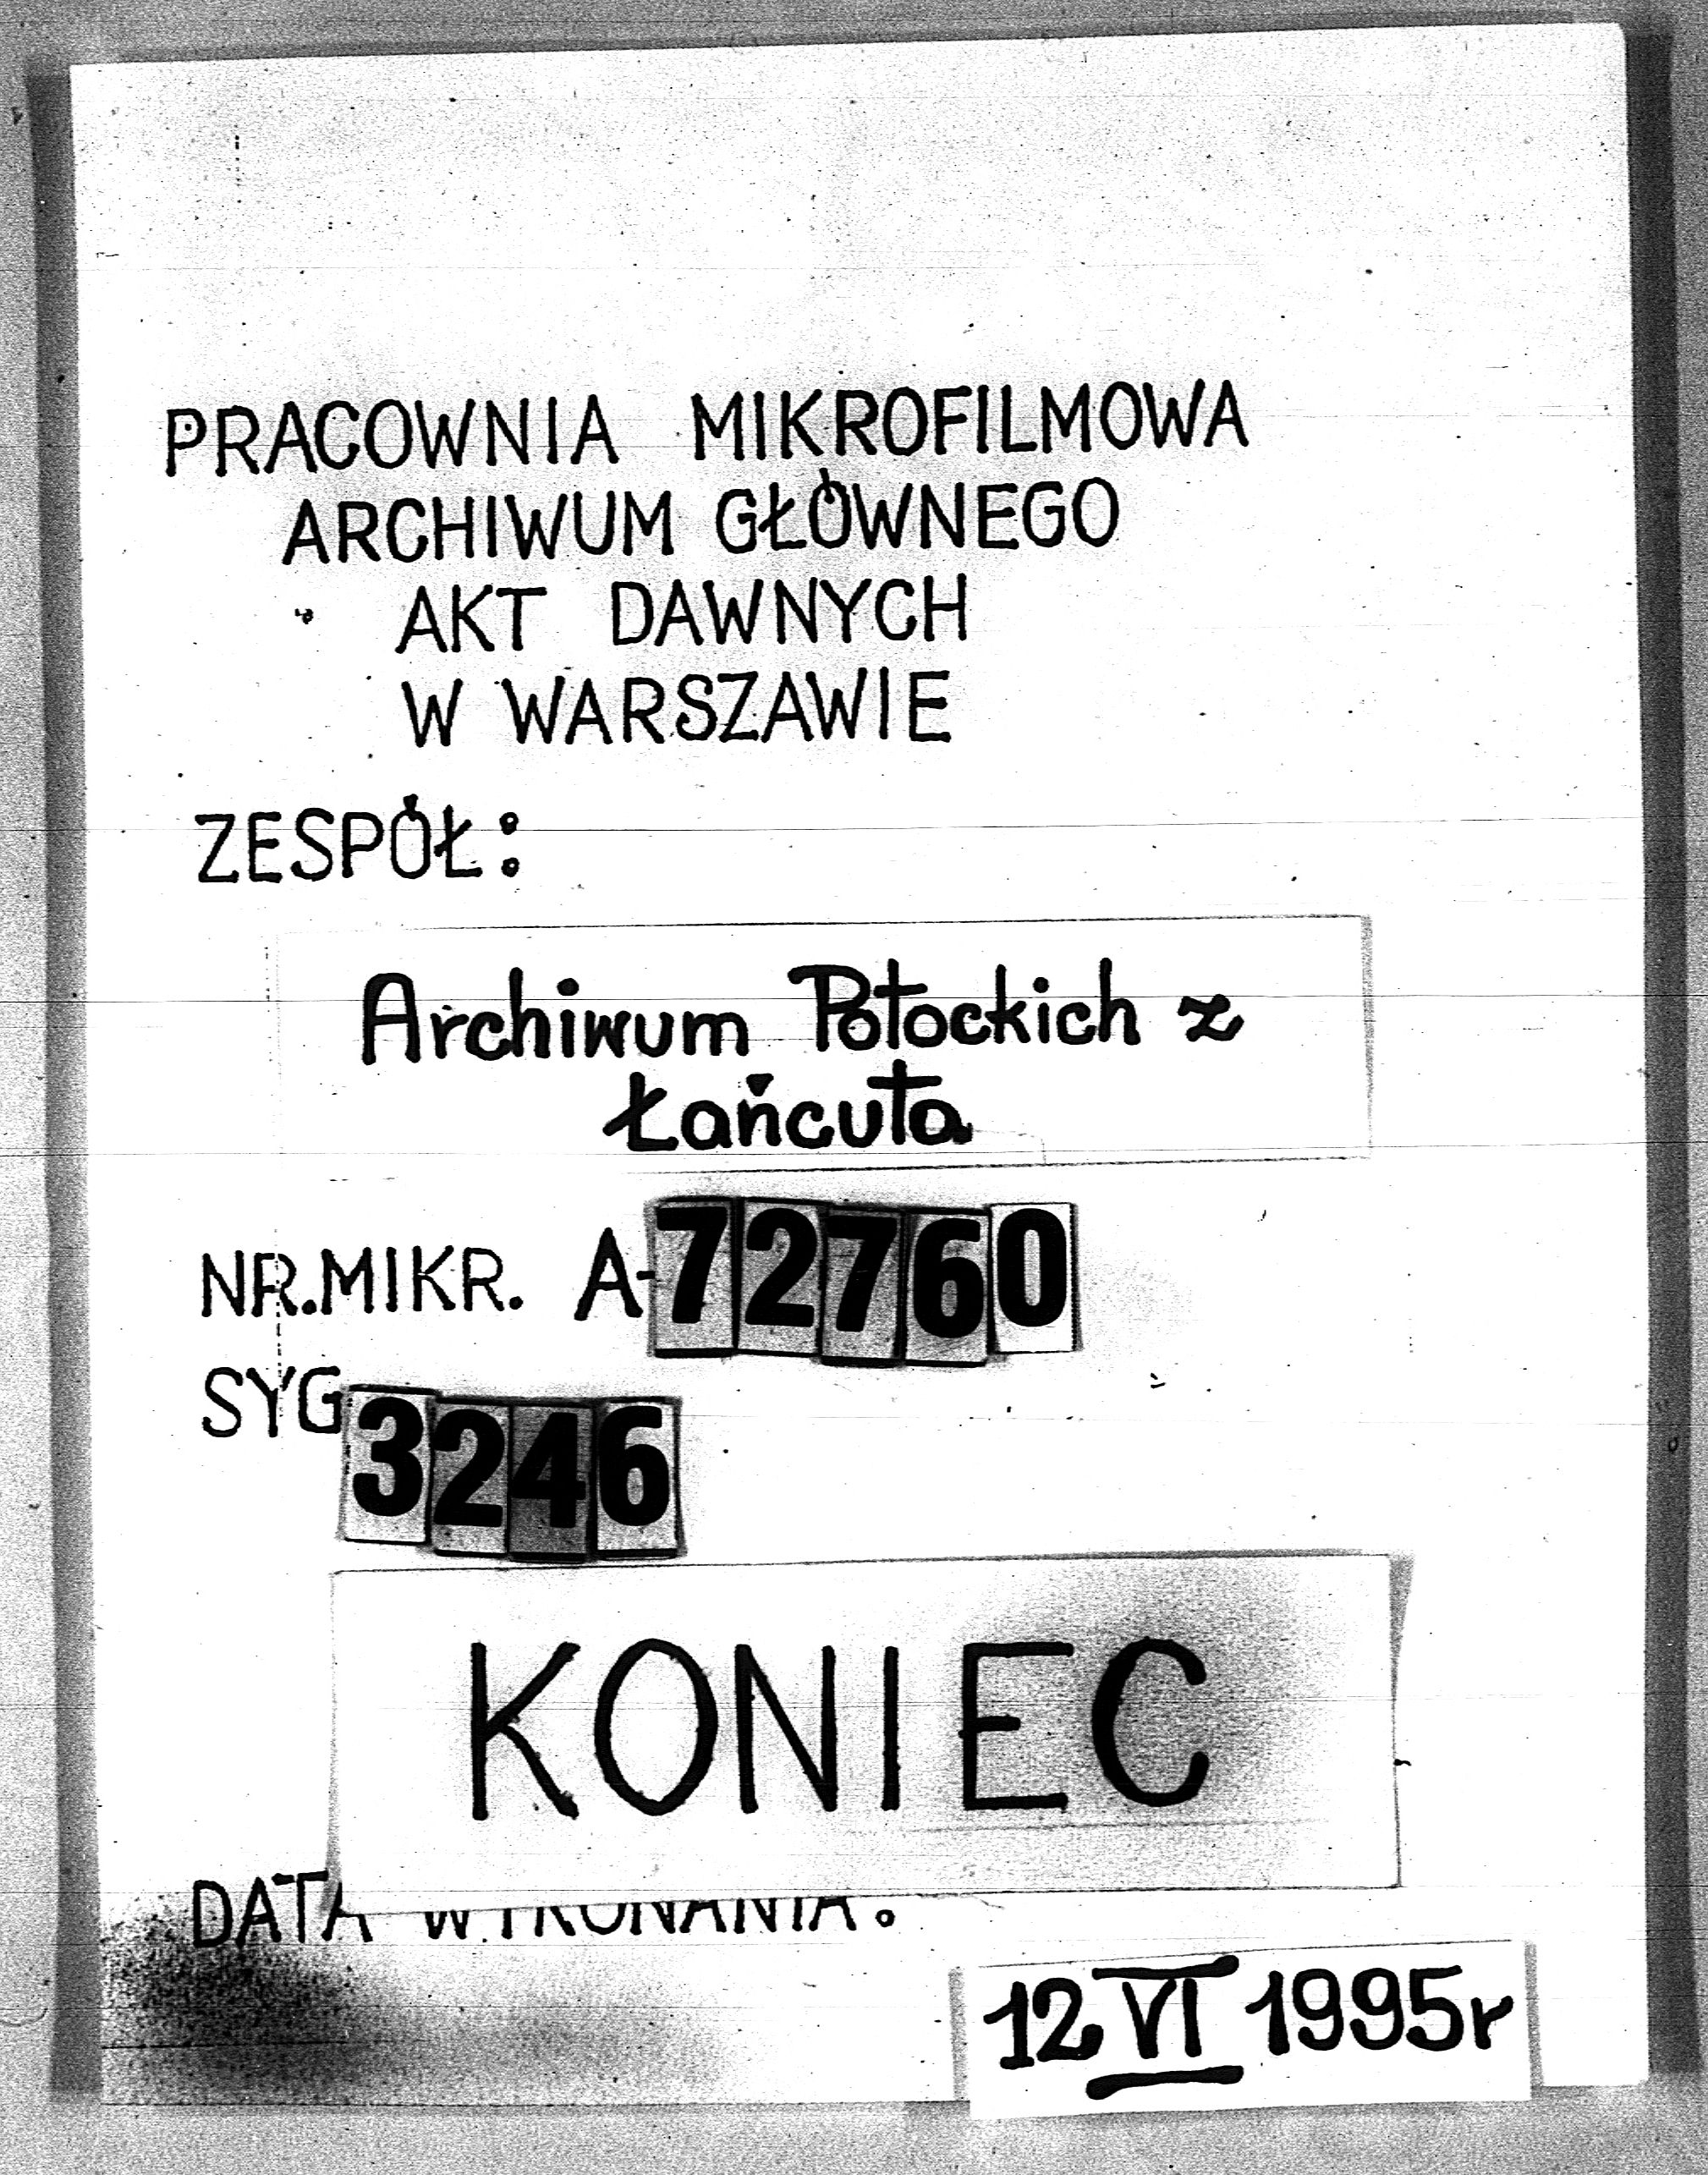 PRACOWNIA MIKROFILMOWA
ARCHIWUM GŁÓWNEGO
AKT DAWNYCH
W WARSZAWIE
ZESPÓŁ:
Archiwum Potockich z
Łańcuta
NR.MIKR. A-72760
SYG 3246
KONIEC
DATA WYKONANIA:
12 VI 1995r